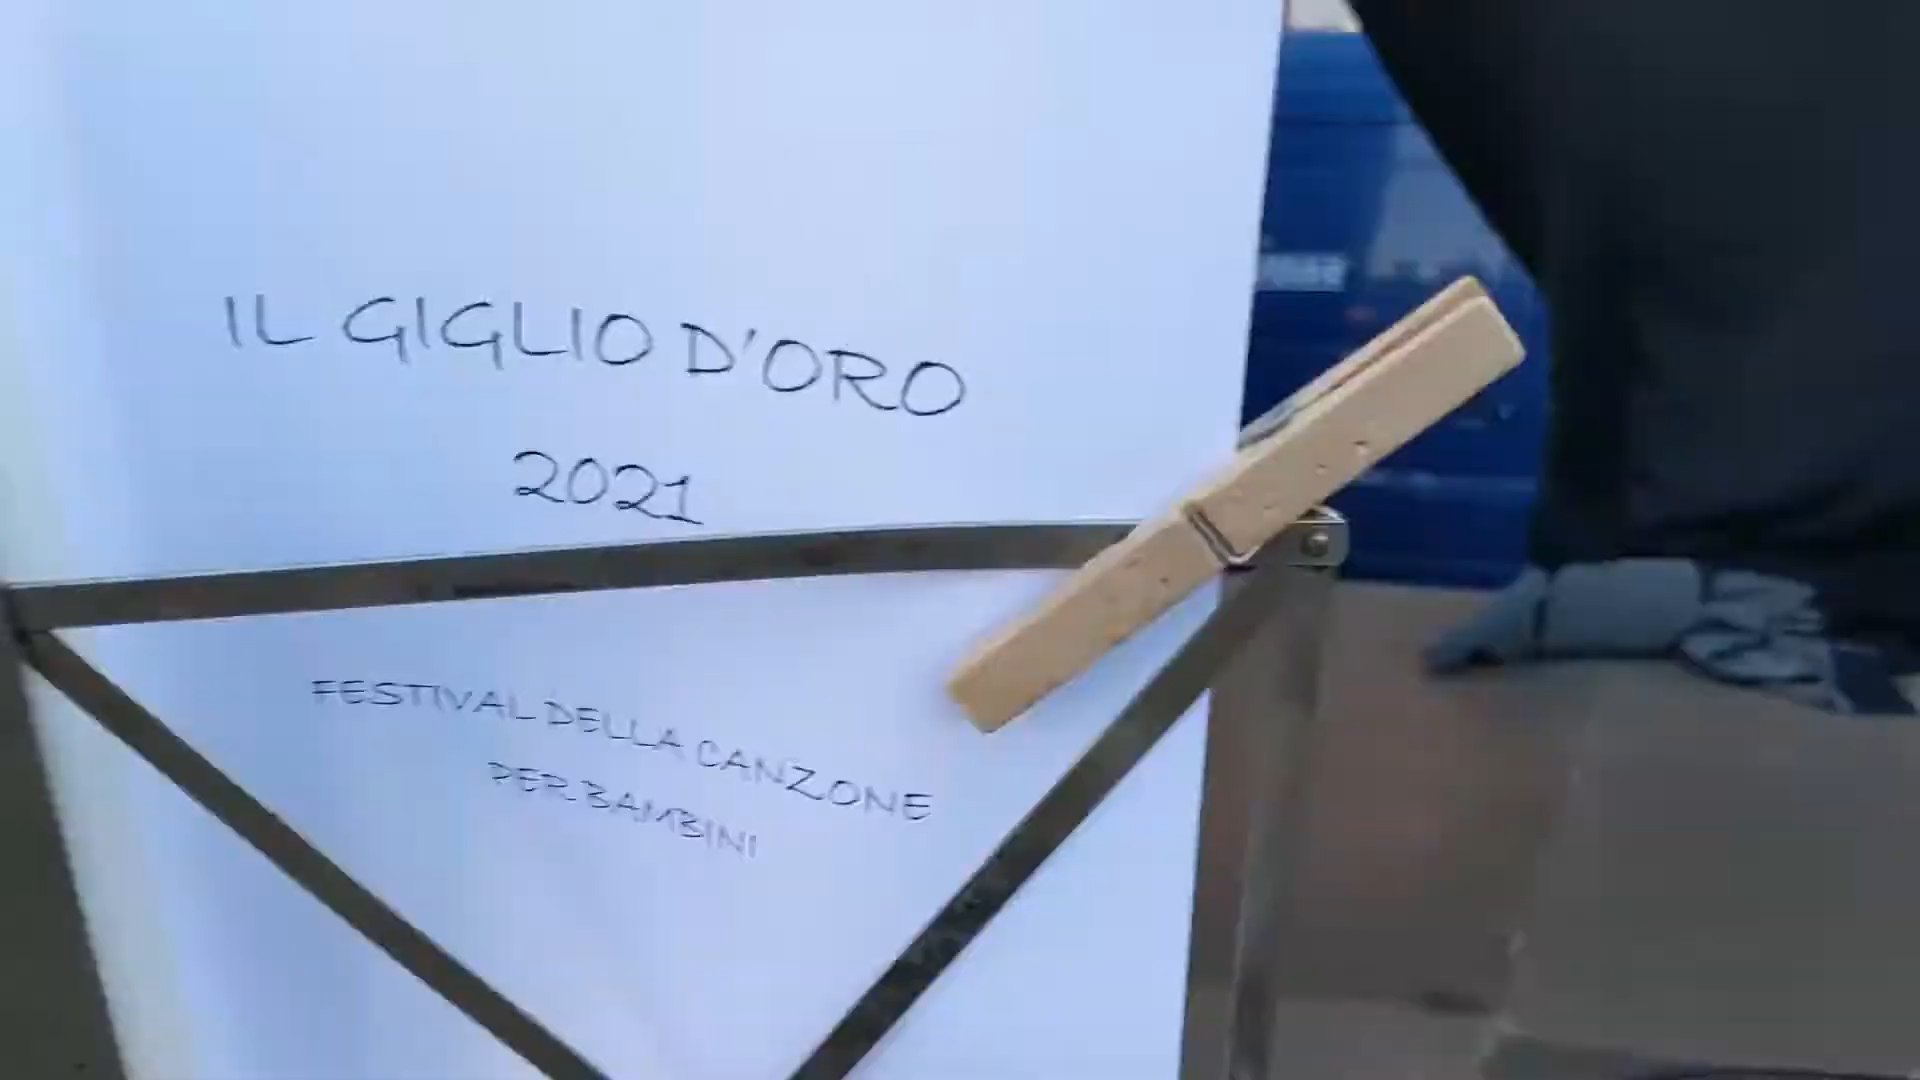 IL GIGLIO D'ORO
2021
FESTIVAL DELLA CANZONE
PER BAMBINI